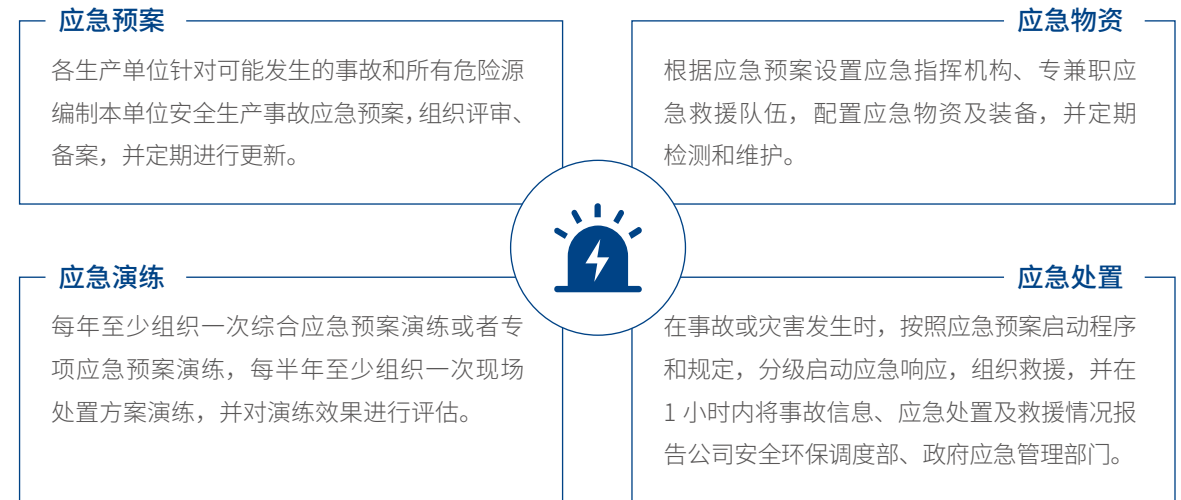 应急预案
各生产单位针对可能发生的事故和所有危险源
编制本单位安全生产事故应急预案，组织评审、
备案，并定期进行更新。
应急物资
根据应急预案设置应急指挥机构、专兼职应
急救援队伍，配置应急物资及装备，并定期
检测和维护。
应急演练
每年至少组织一次综合应急预案演练或者专
项应急预案演练，每半年至少组织一次现场
处置方案演练，并对演练效果进行评估。
应急处置
在事故或灾害发生时，按照应急预案启动程序
和规定，分级启动应急响应，组织救援，并在
1 小时内将事故信息、应急处置及救援情况报
告公司安全环保调度部、政府应急管理部门。